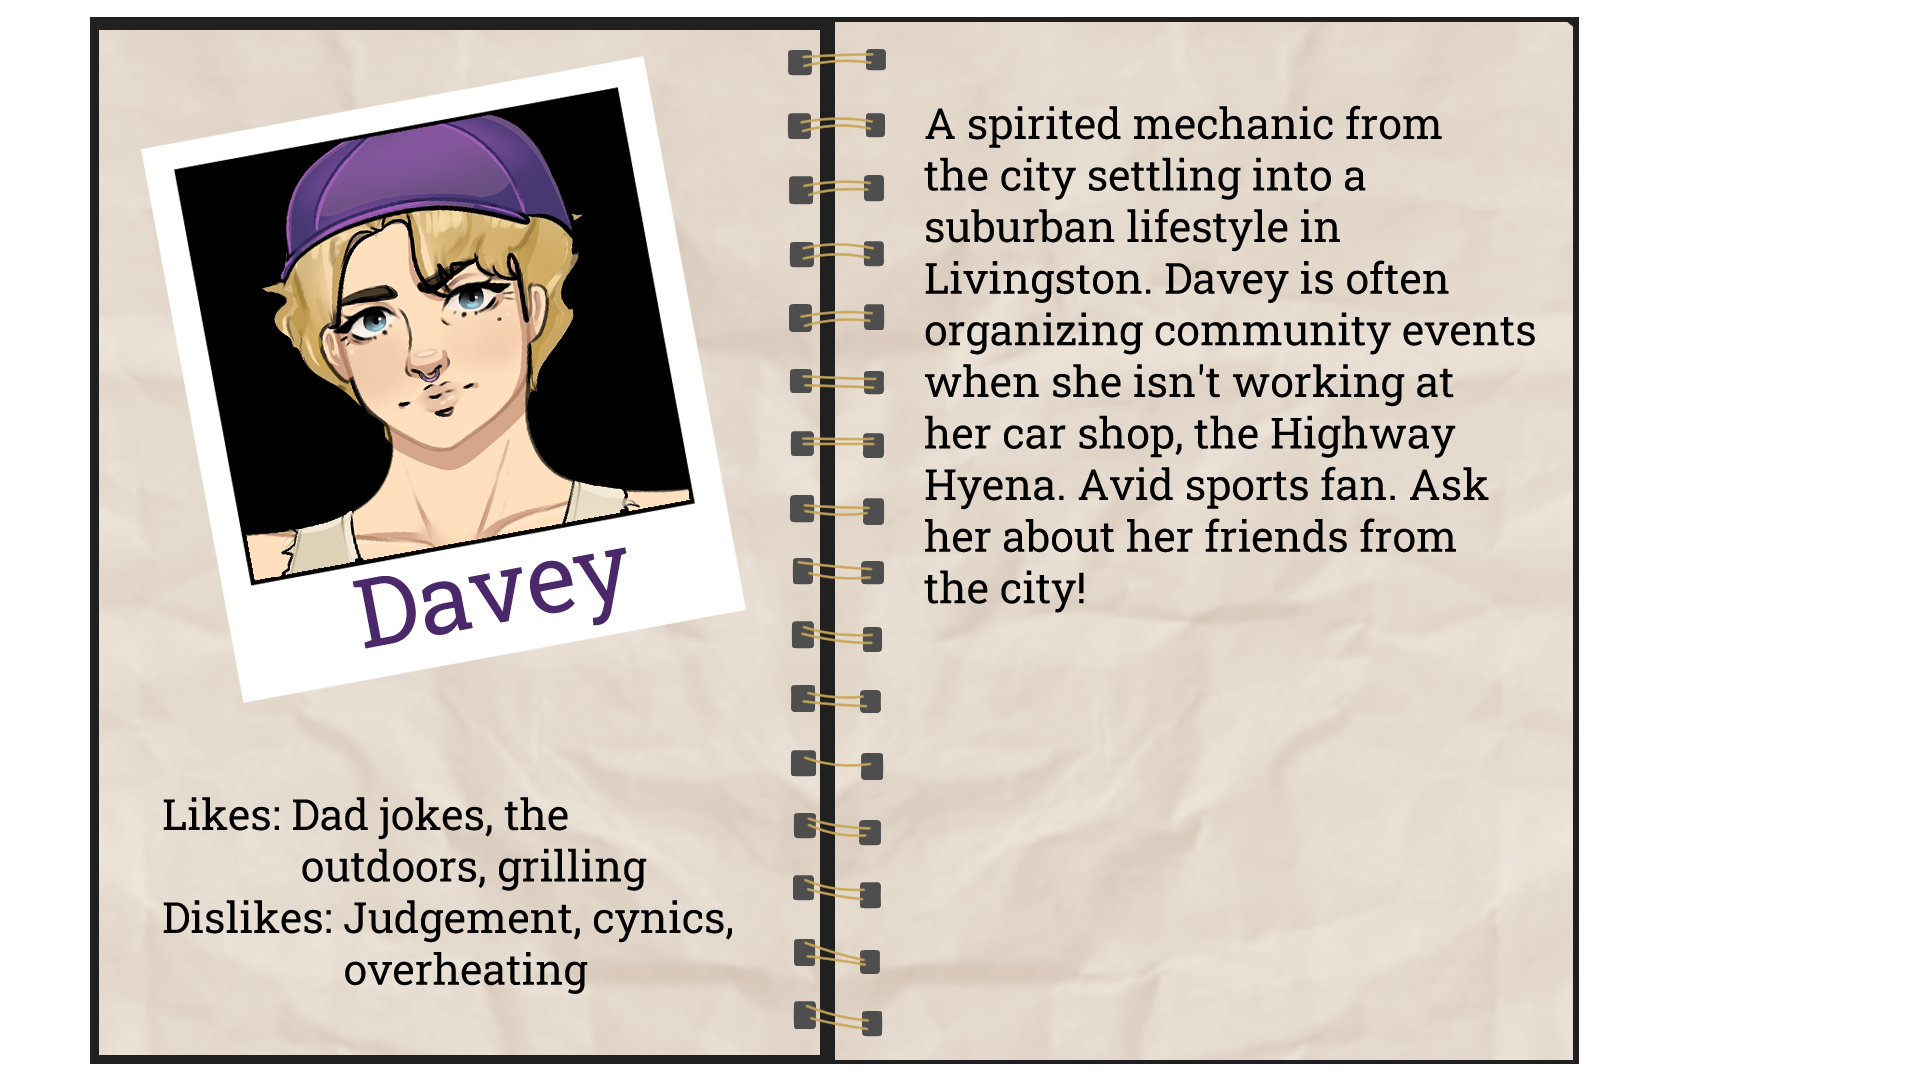 Davey
Likes: Dad jokes, the
outdoors, grilling
Dislikes: Judgement, cynics,
overheating
A spirited mechanic from
the city settling into a
suburban lifestyle in
Livingston. Davey is often
organizing community events
when she isn't working at
her car shop, the Highway
Hyena. Avid sports fan. Ask
her about her friends from
the city!